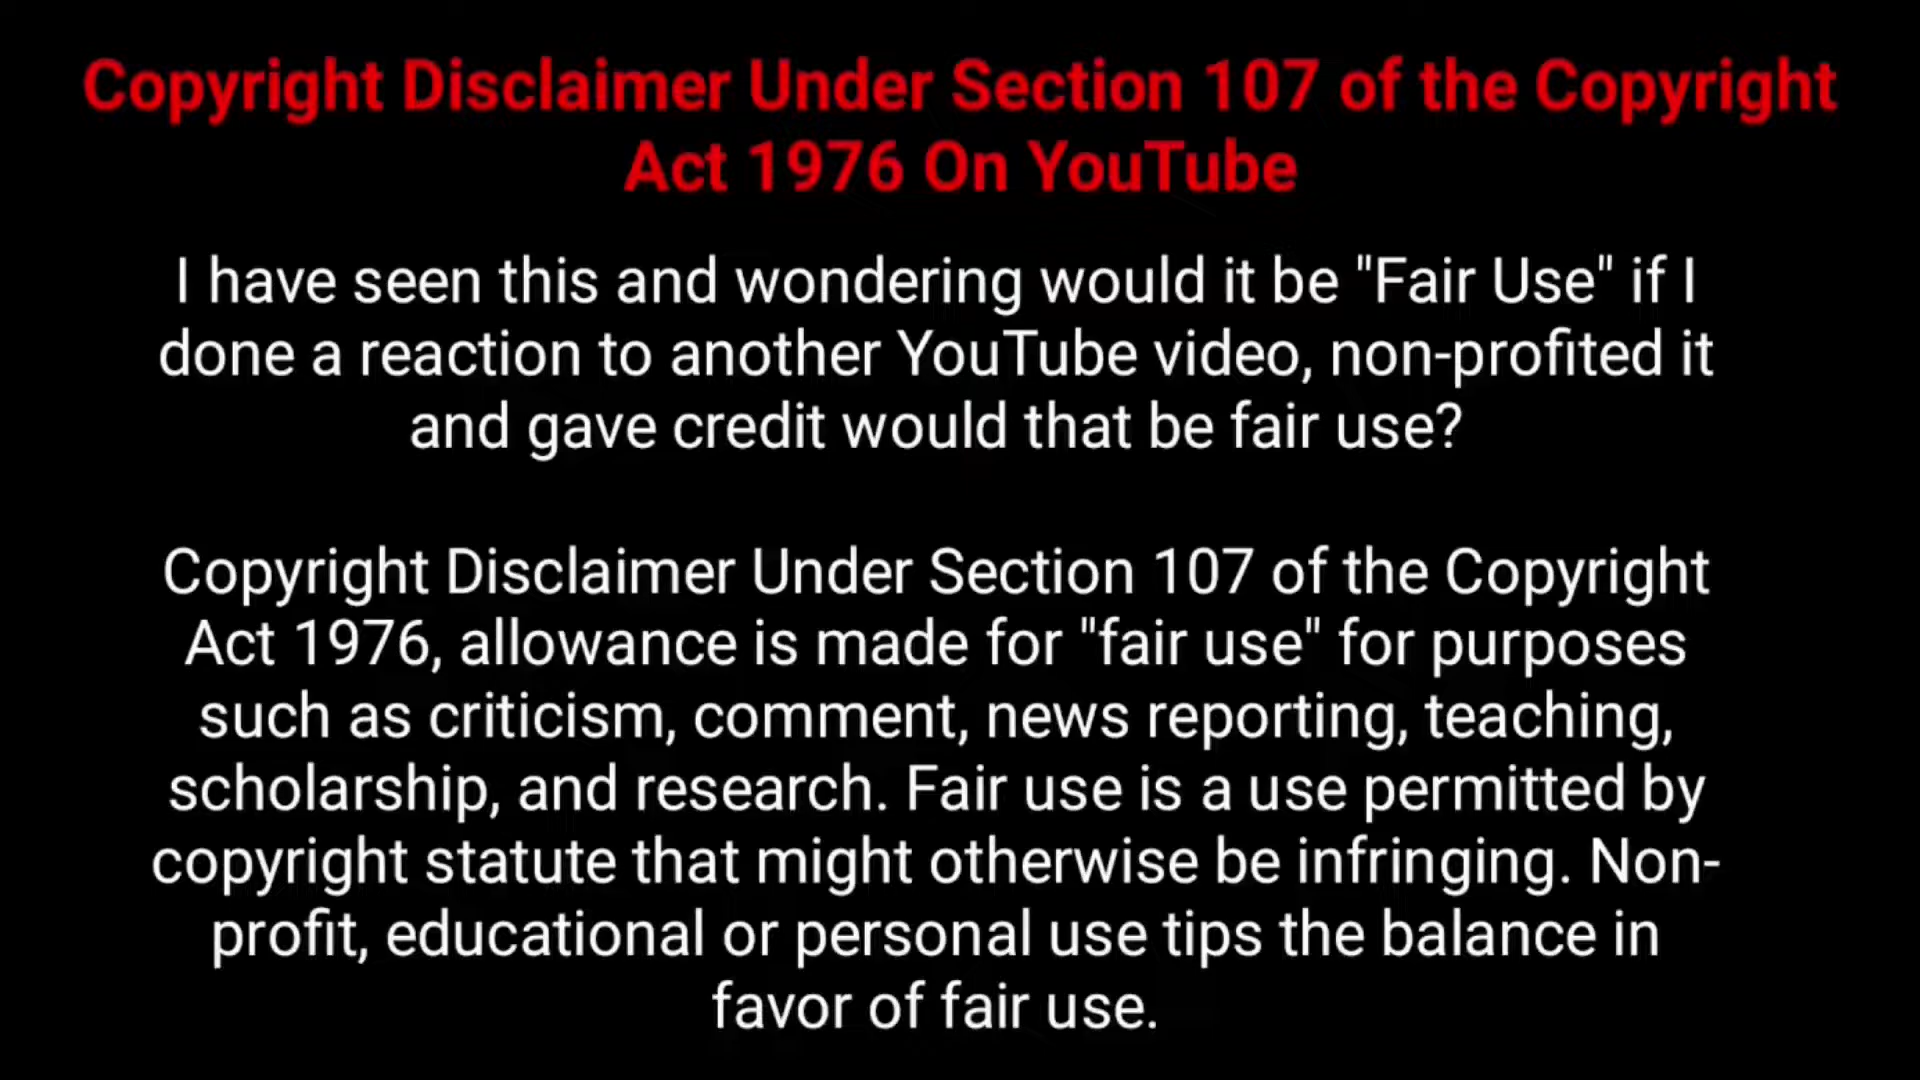 Copyright Disclaimer Under Section 107 of the Copyright
Act 1976 On YouTube
I have seen this and wondering would it be "Fair Use" if I
done a reaction to another YouTube video, non-profited it
and gave credit would that be fair use?
Copyright Disclaimer Under Section 107 of the Copyright
Act 1976, allowance is made for "fair use" for purposes
such as criticism, comment, news reporting, teaching,
scholarship, and research. Fair use is a use permitted by
copyright statute that might otherwise be infringing. Non-
profit, educational or personal use tips the balance in
favor of fair use.